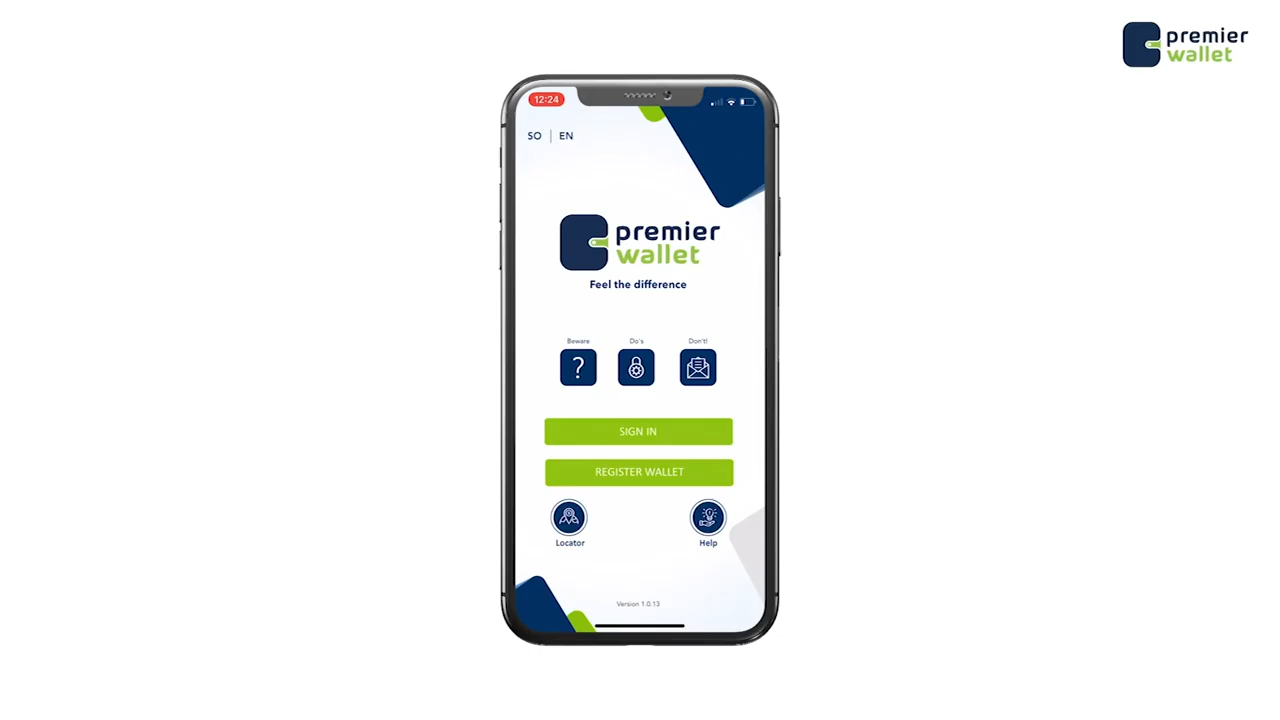 premier
wallet
12:24
SO | EN
premier
wallet
Feel the difference
Beware
Do's
Don't!
?
SIGN IN
REGISTER WALLET
Locator
Help
Version 1.0.13